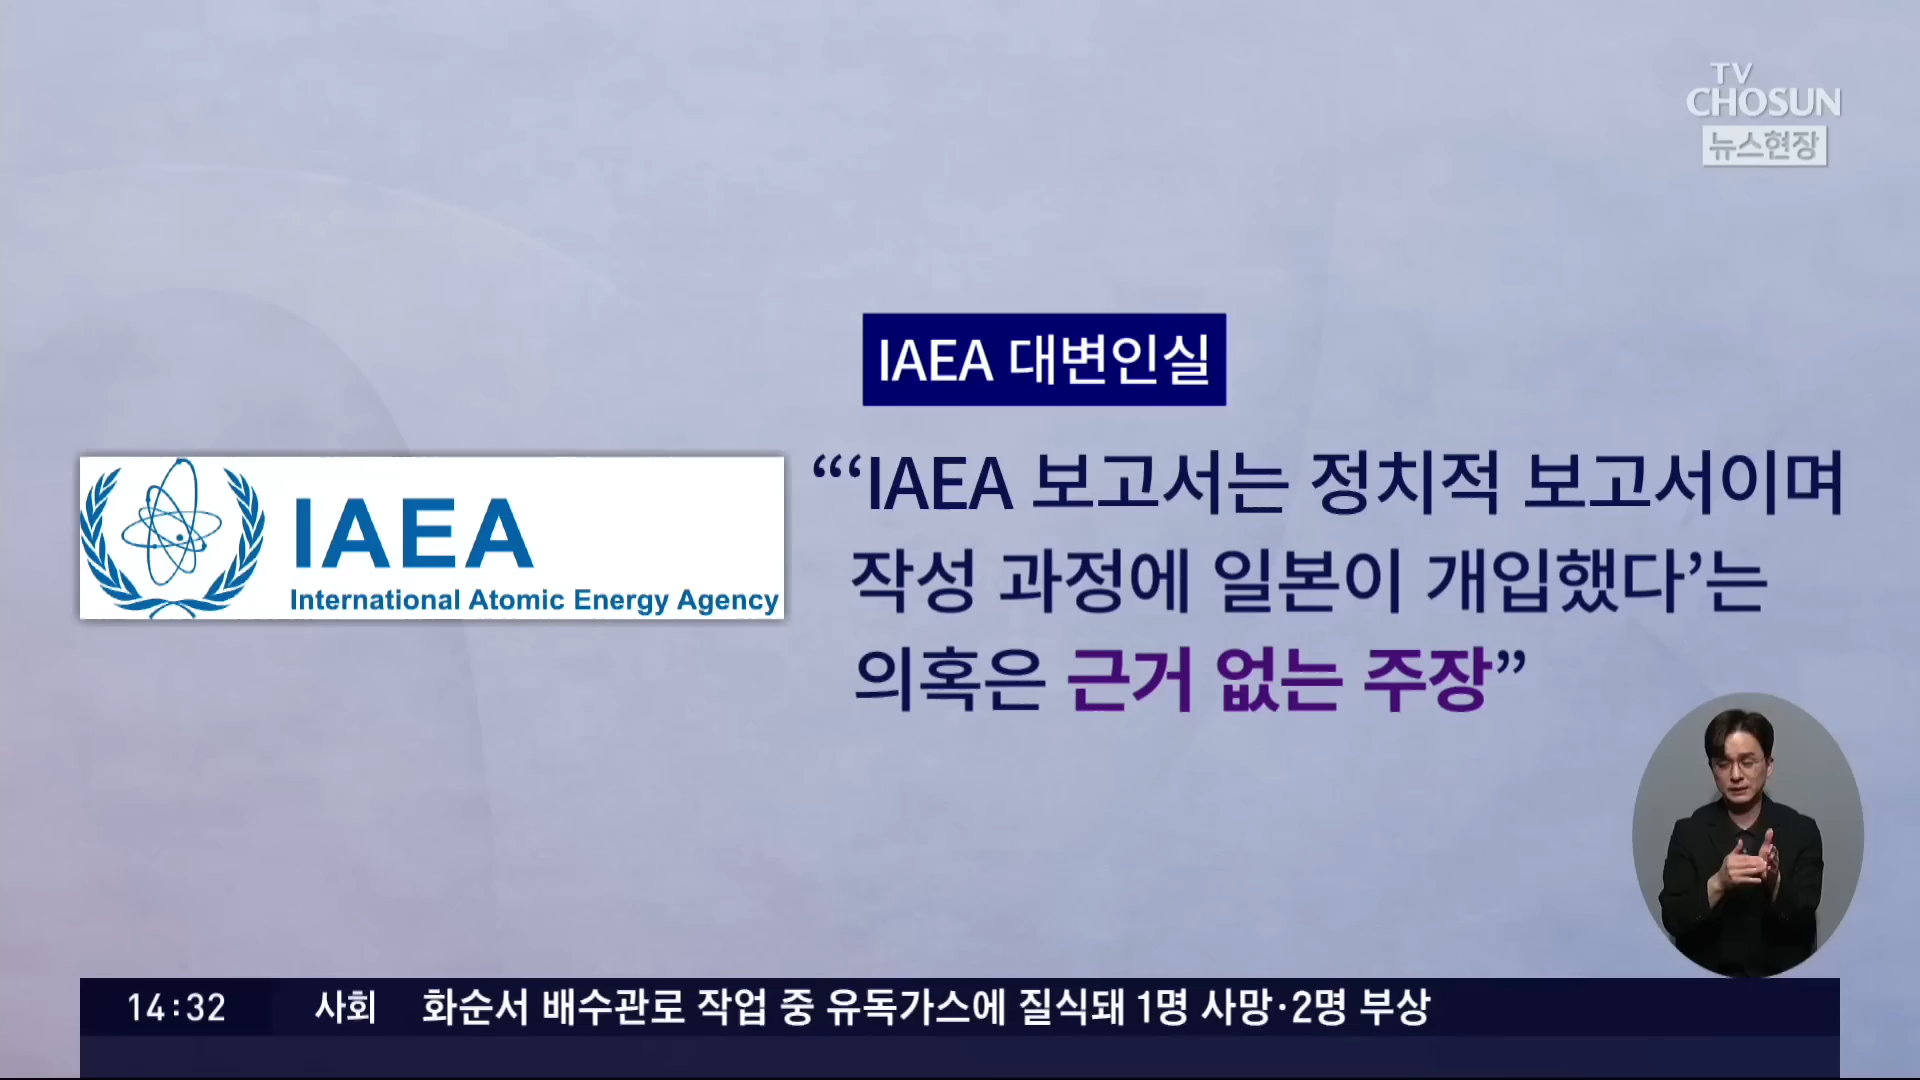 TV
CHOSUN
뉴스현장
IAEA 대변인실
“‘IAEA 보고서는 정치적 보고서이며
작성 과정에 일본이 개입했다’는
의혹은 근거 없는 주장”
IAEA
International Atomic Energy Agency
14:32 사회 화순서 배수관로 작업 중 유독가스에 질식돼 1명 사망·2명 부상